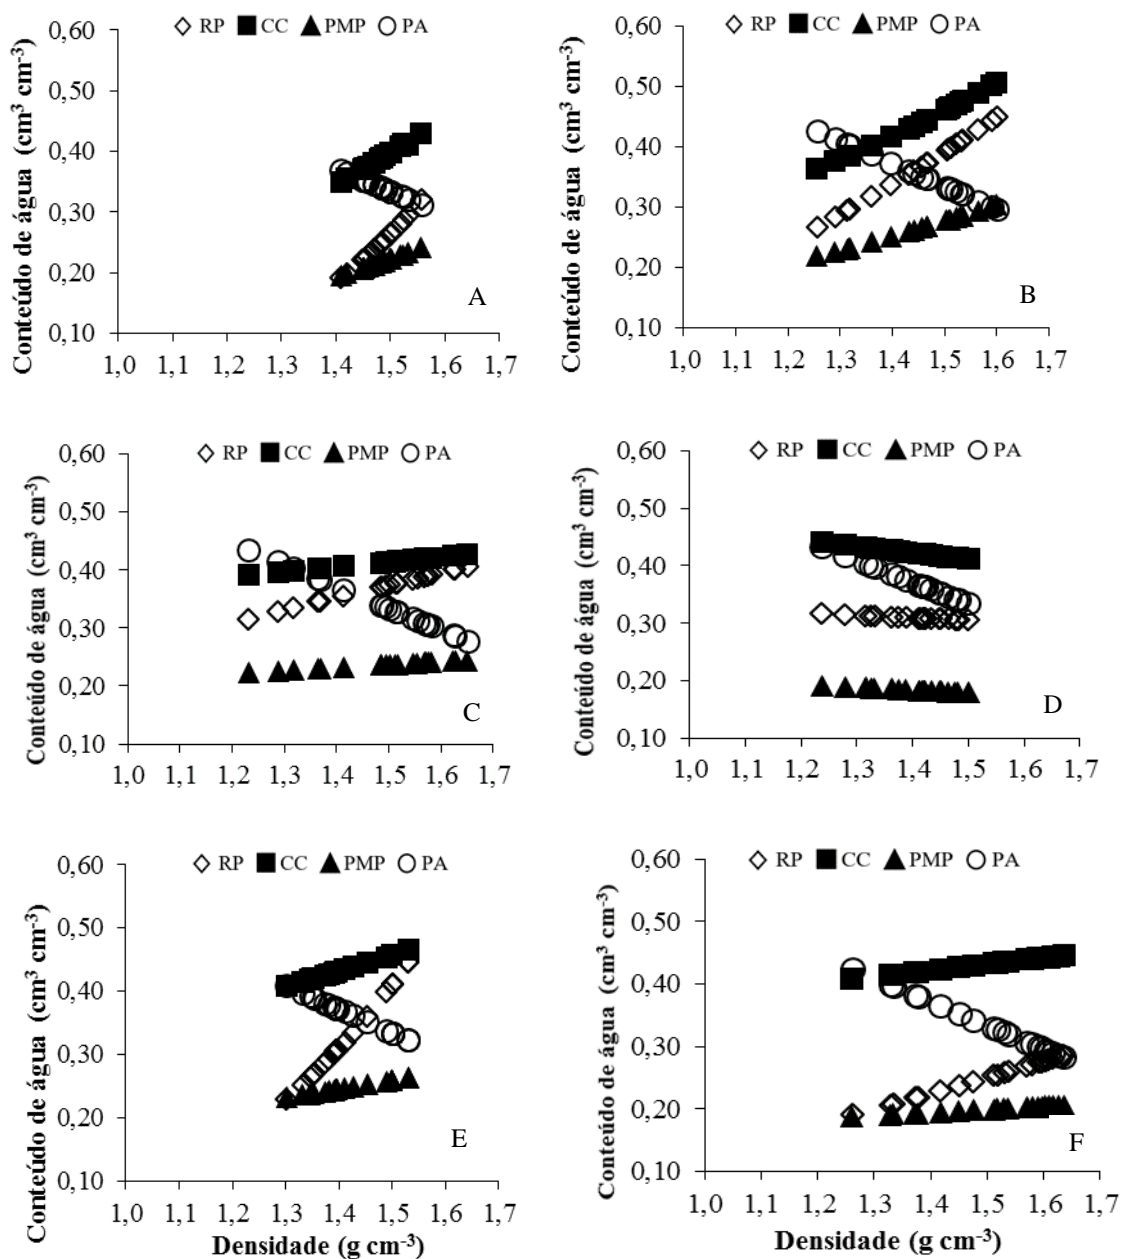 RP CC PMP PA
Conteúdo de água (cm³ cm⁻³)
0,60
0,50
0,40
0,30
0,20
0,10
A
1,0 1,1 1,2 1,3 1,4 1,5 1,6 1,7
RP CC PMP PA
Conteúdo de água (cm³ cm⁻³)
0,60
0,50
0,40
0,30
0,20
0,10
B
1,0 1,1 1,2 1,3 1,4 1,5 1,6 1,7
RP CC PMP PA
Conteúdo de água (cm³ cm⁻³)
0,60
0,50
0,40
0,30
0,20
0,10
C
1,0 1,1 1,2 1,3 1,4 1,5 1,6 1,7
RP CC PMP PA
Conteúdo de água (cm³ cm⁻³)
0,60
0,50
0,40
0,30
0,20
0,10
D
1,0 1,1 1,2 1,3 1,4 1,5 1,6 1,7
RP CC PMP PA
Conteúdo de água (cm³ cm⁻³)
0,60
0,50
0,40
0,30
0,20
0,10
E
1,0 1,1 1,2 1,3 1,4 1,5 1,6 1,7
Densidade (g cm⁻³)
RP CC PMP PA
Conteúdo de água (cm³ cm⁻³)
0,60
0,50
0,40
0,30
0,20
0,10
F
1,0 1,1 1,2 1,3 1,4 1,5 1,6 1,7
Densidade (g cm⁻³)